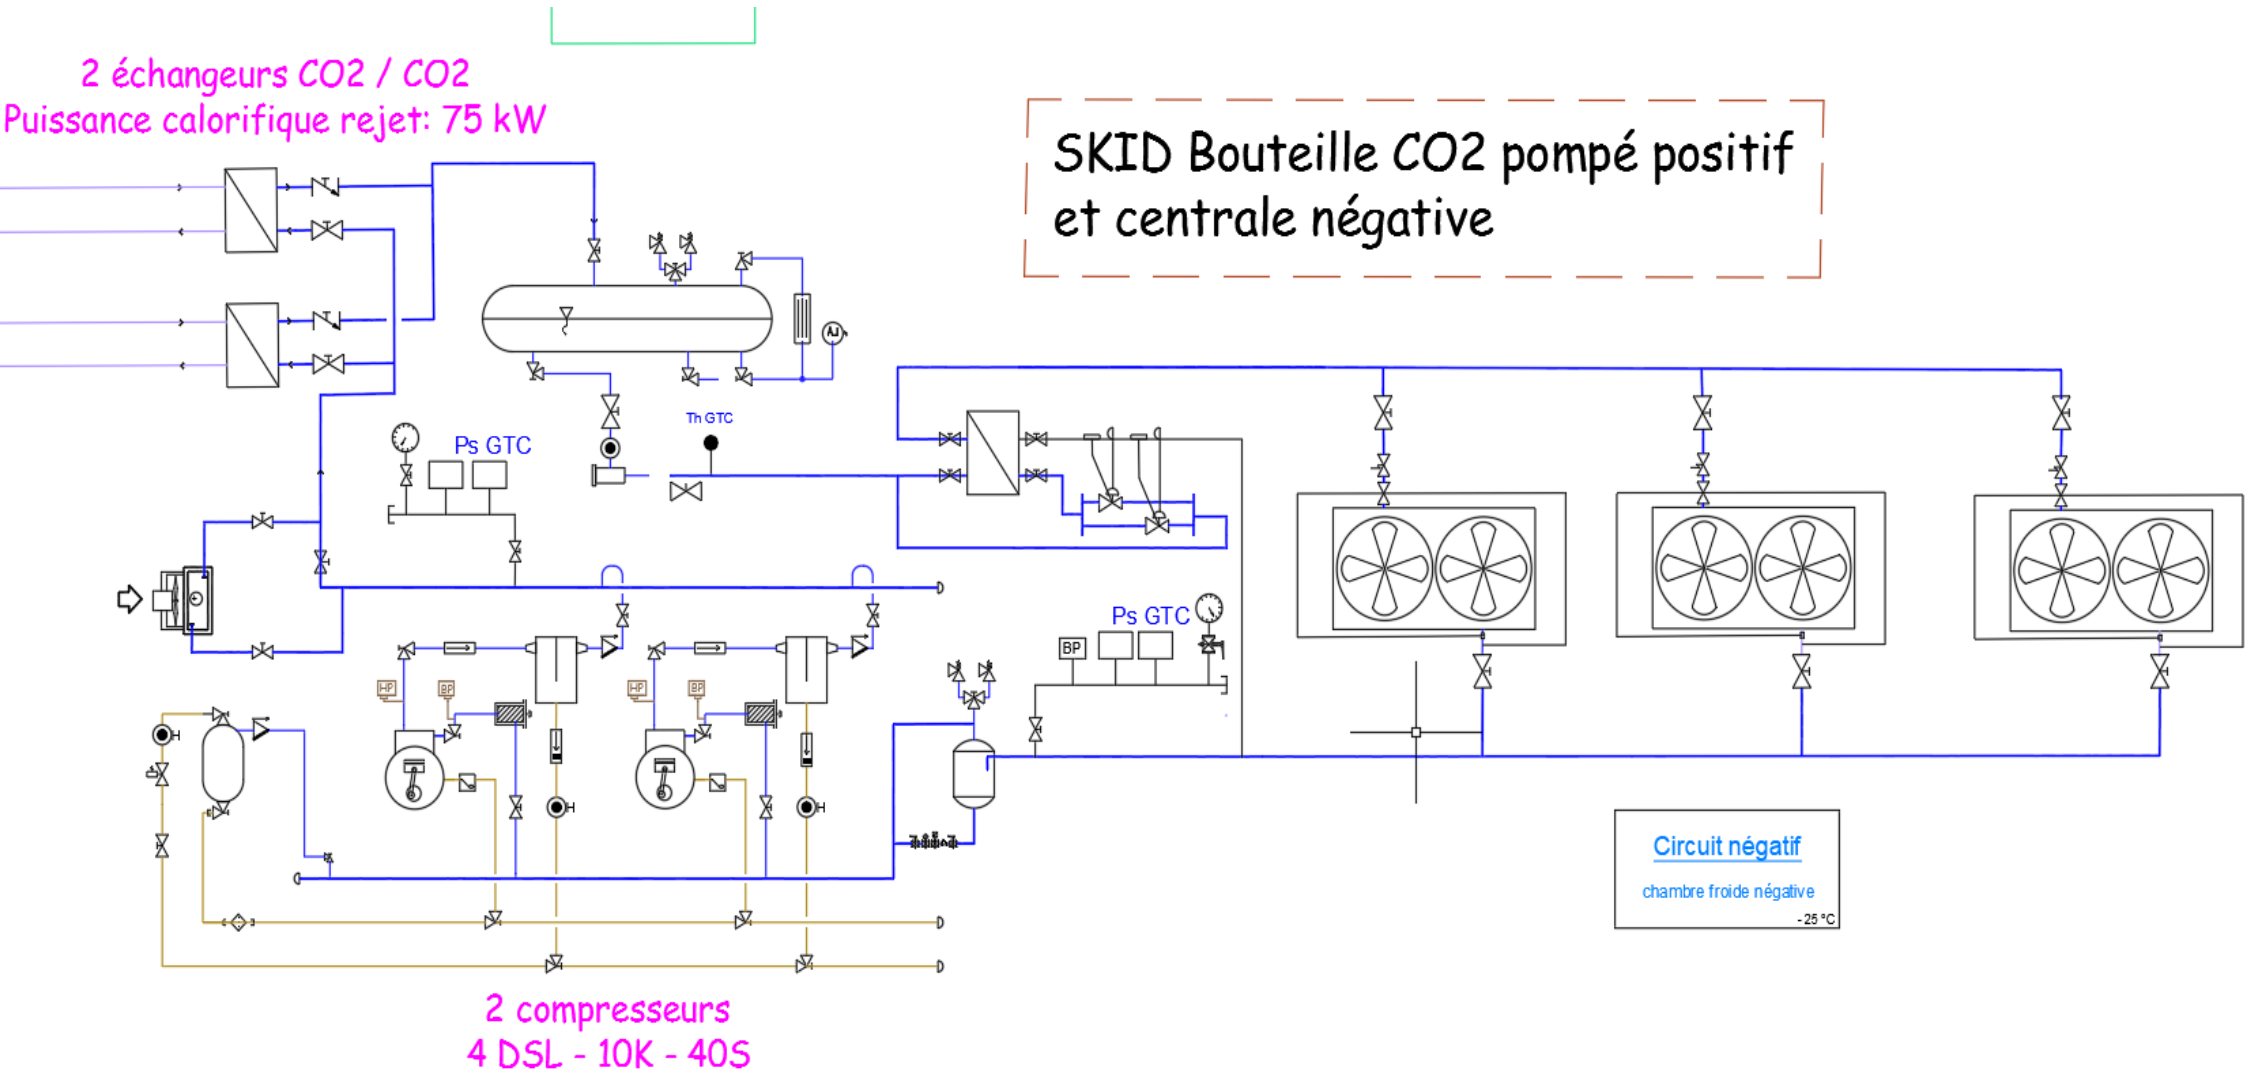 2 échangeurs CO2 / CO2
Puissance calorifique rejet: 75 kW
SKID Bouteille CO2 pompé positif
et centrale négative
Th GTC
Ps GTC
Ps GTC
BP
HP
BP
HP
BP
Circuit négatif
chambre froide négative
- 25 °C
2 compresseurs
4 DSL - 10K - 40S